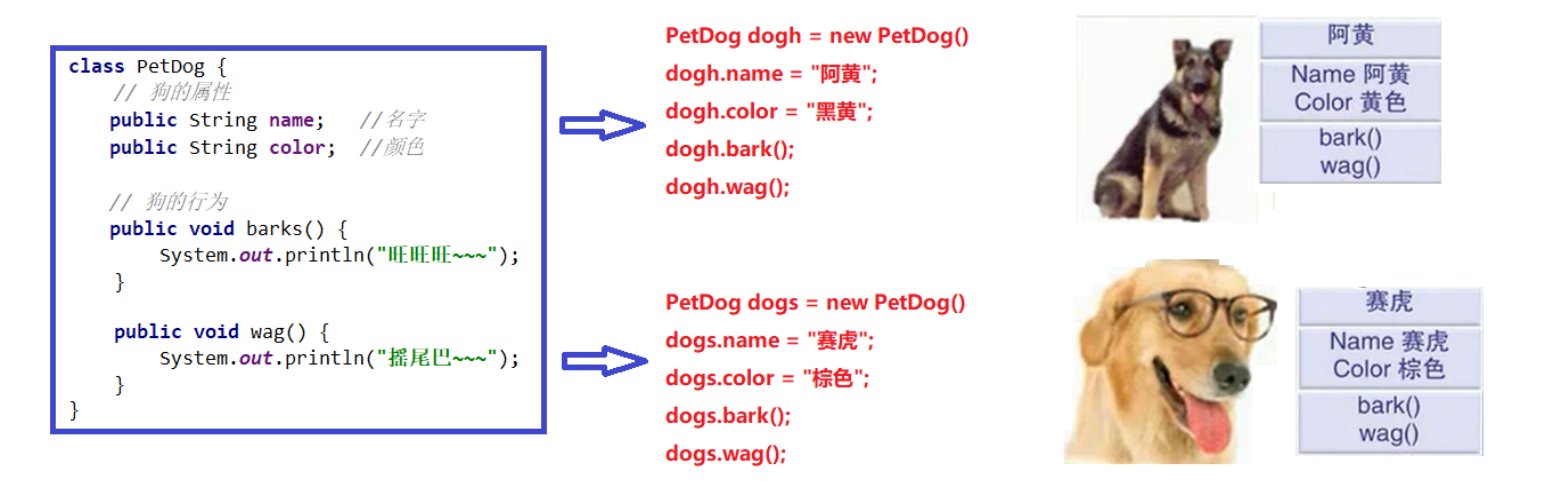 class PetDog {
// 狗的属性
public String name; //名字
public String color; //颜色
// 狗的行为
public void barks() {
System.out.println("旺旺旺~~~");
}
public void wag() {
System.out.println("摇尾巴~~~");
}
}
PetDog dogh = new PetDog()
dogh.name = "阿黄";
dogh.color = "黑黄";
dogh.bark();
dogh.wag();
阿黄
Name 阿黄
Color 黄色
bark()
wag()
PetDog dogs = new PetDog()
dogs.name = "赛虎";
dogs.color = "棕色";
dogs.bark();
dogs.wag();
赛虎
Name 赛虎
Color 棕色
bark()
wag()